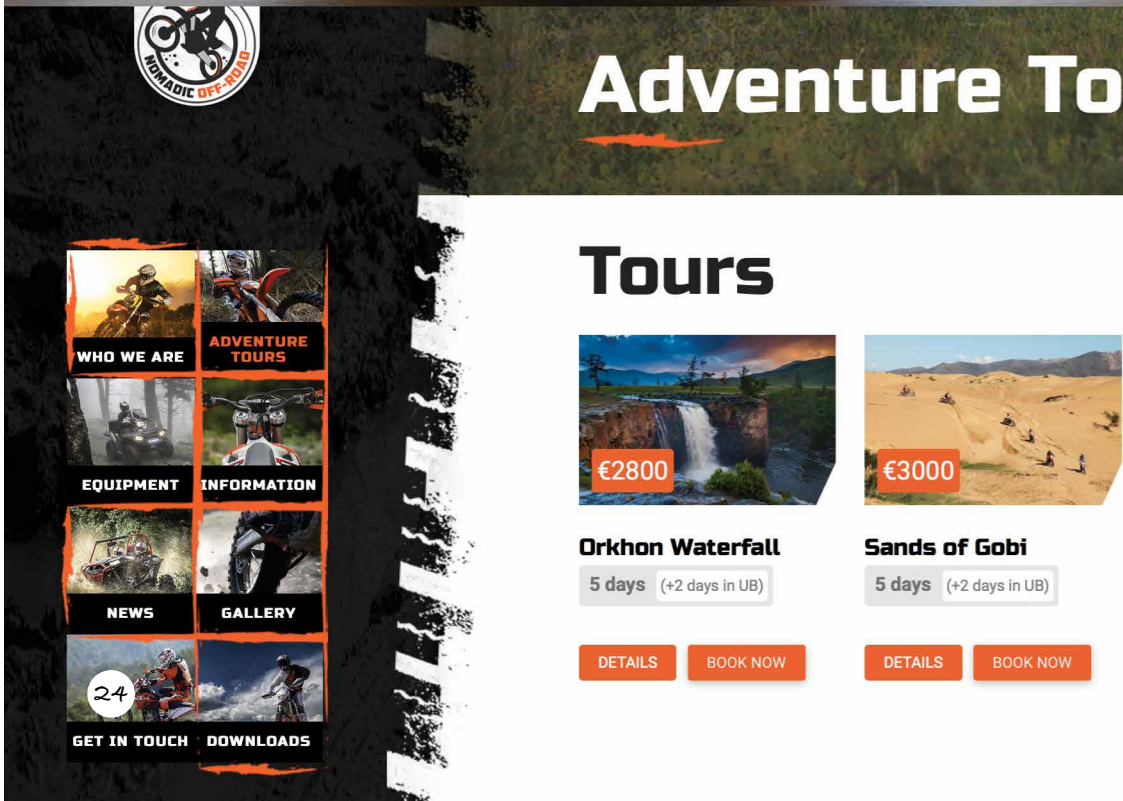 NOMADIC OFF-ROAD
Adventure To
WHO WE ARE
ADVENTURE
TOURS
EQUIPMENT
INFORMATION
NEWS
GALLERY
24
GET IN TOUCH
DOWNLOADS
Tours
€2800
Orkhon Waterfall
5 days (+2 days in UB)
DETAILS
BOOK NOW
€3000
Sands of Gobi
5 days (+2 days in UB)
DETAILS
BOOK NOW